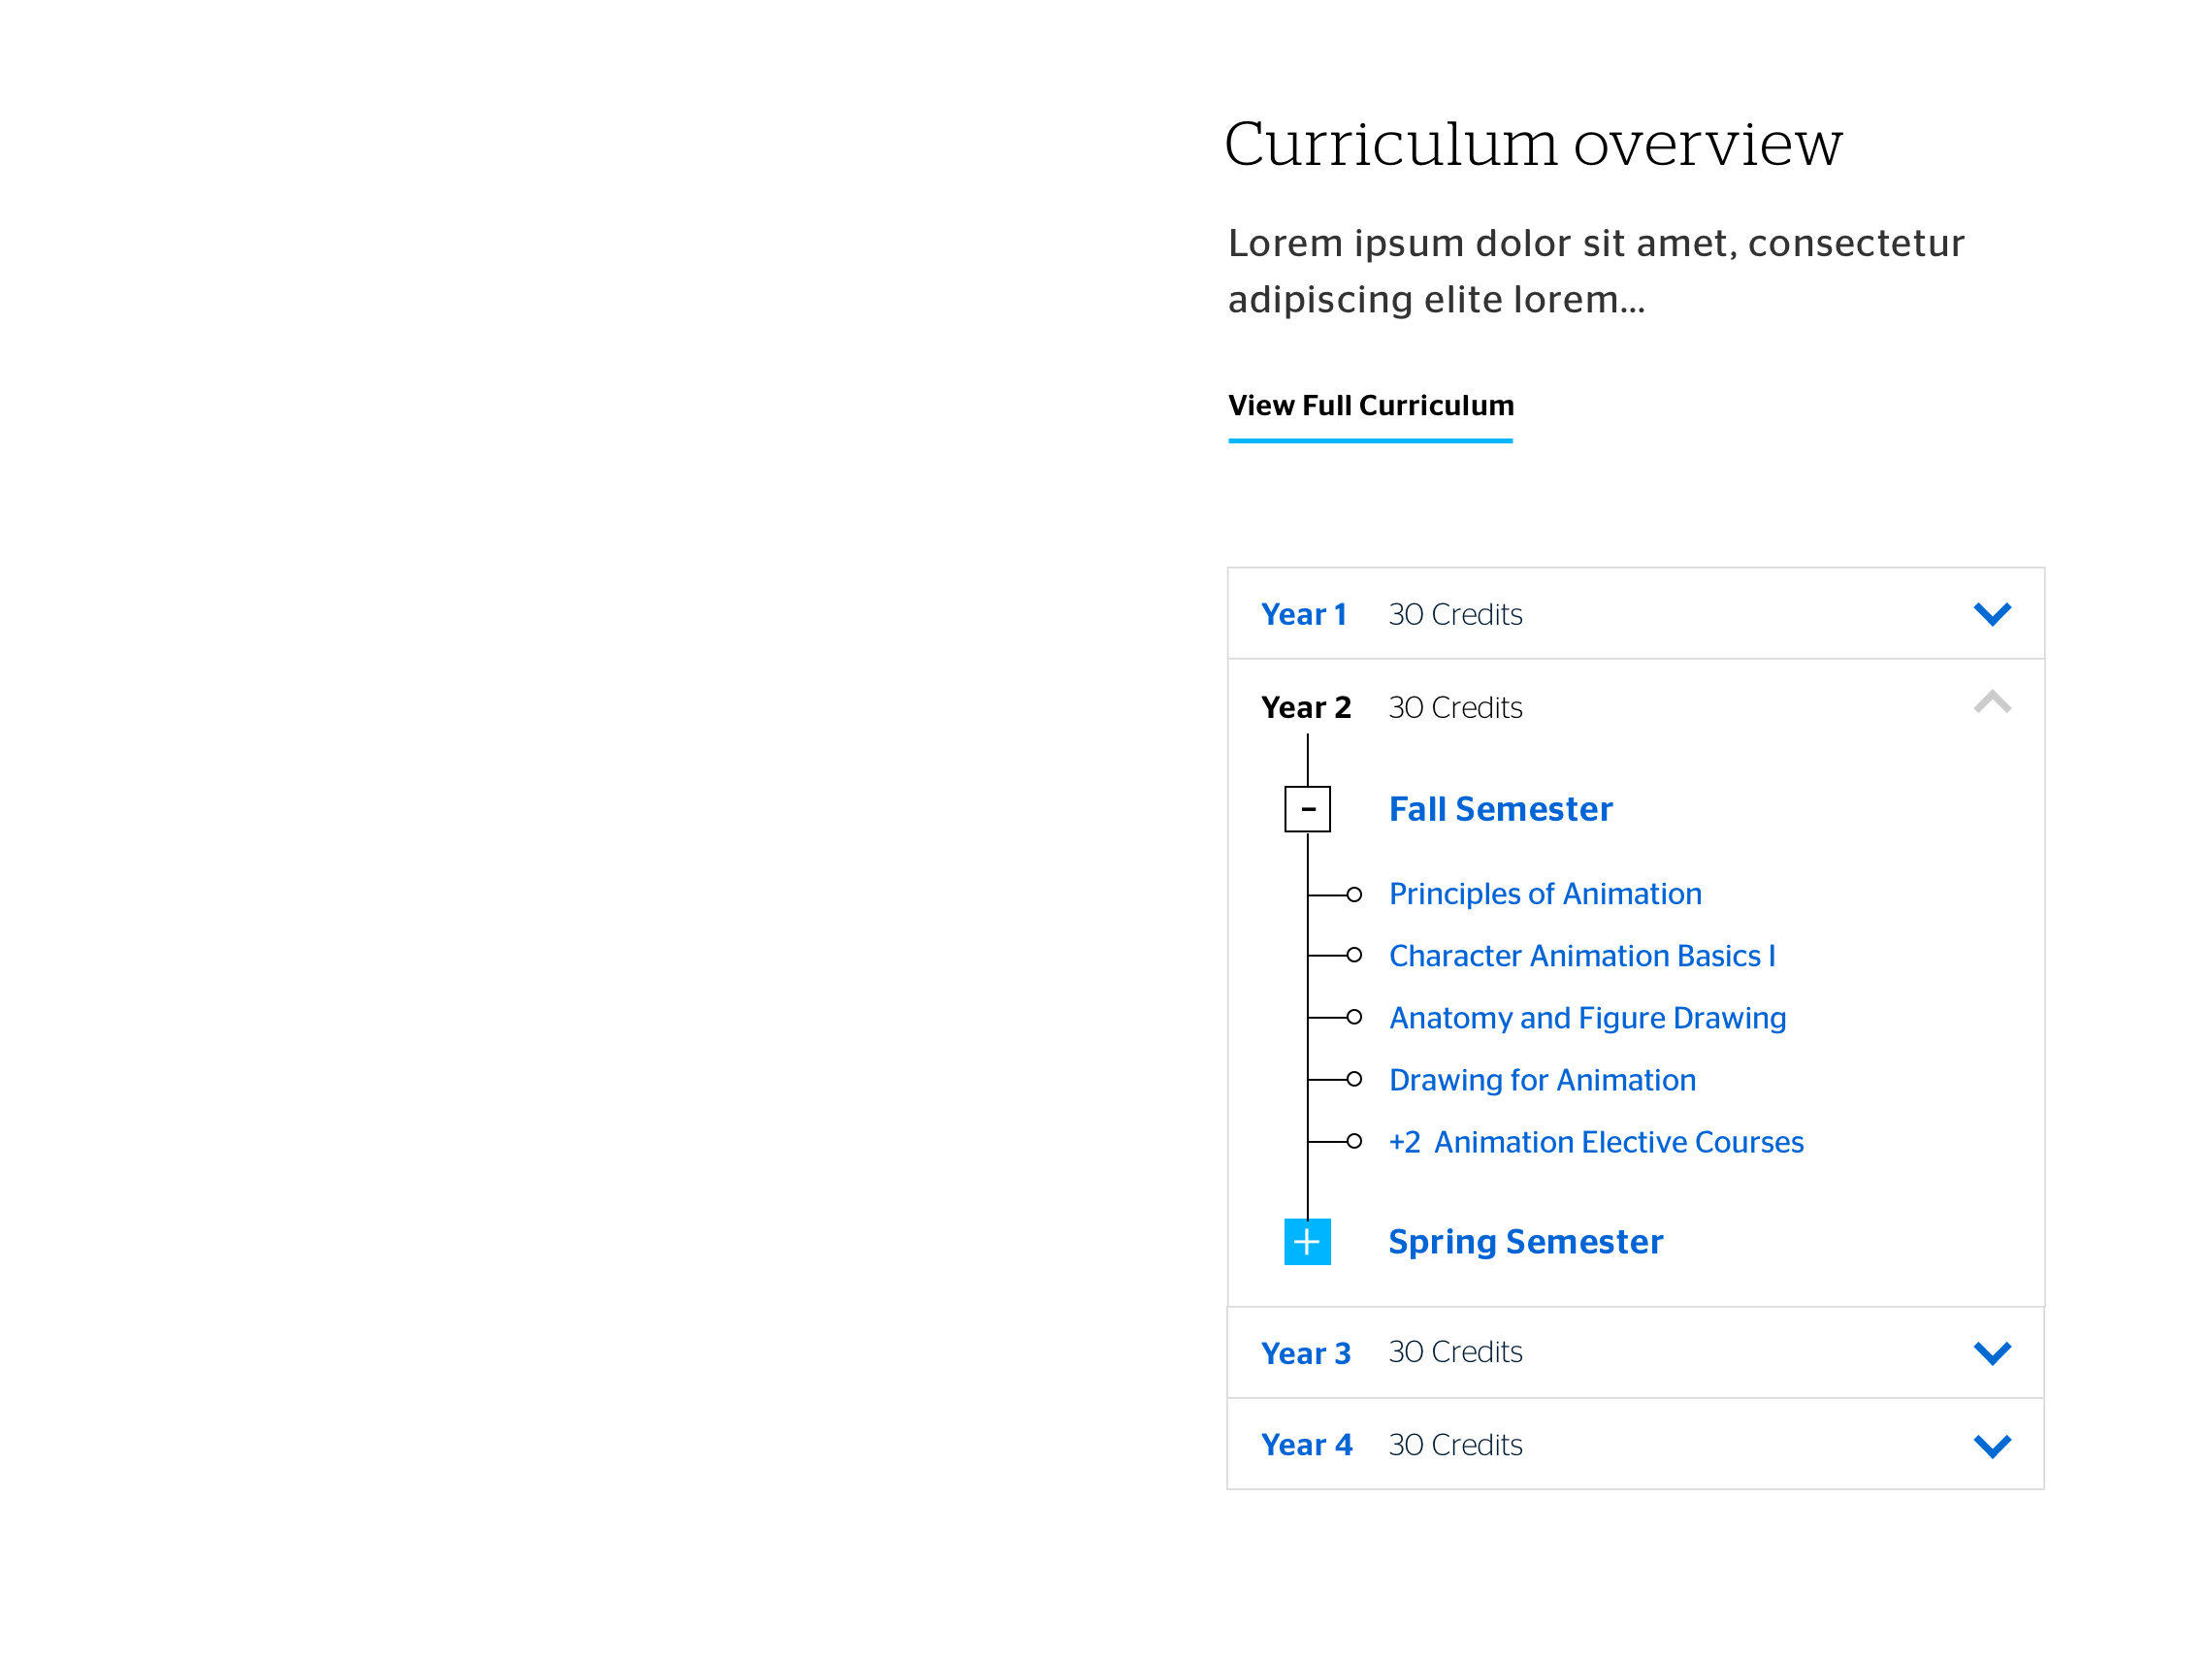 Curriculum overview
Lorem ipsum dolor sit amet, consectetur
adipiscing elite lorem...
View Full Curriculum
Year 1 30 Credits
Year 2 30 Credits
Fall Semester
Principles of Animation
Character Animation Basics I
Anatomy and Figure Drawing
Drawing for Animation
+2 Animation Elective Courses
Spring Semester
Year 3 30 Credits
Year 4 30 Credits